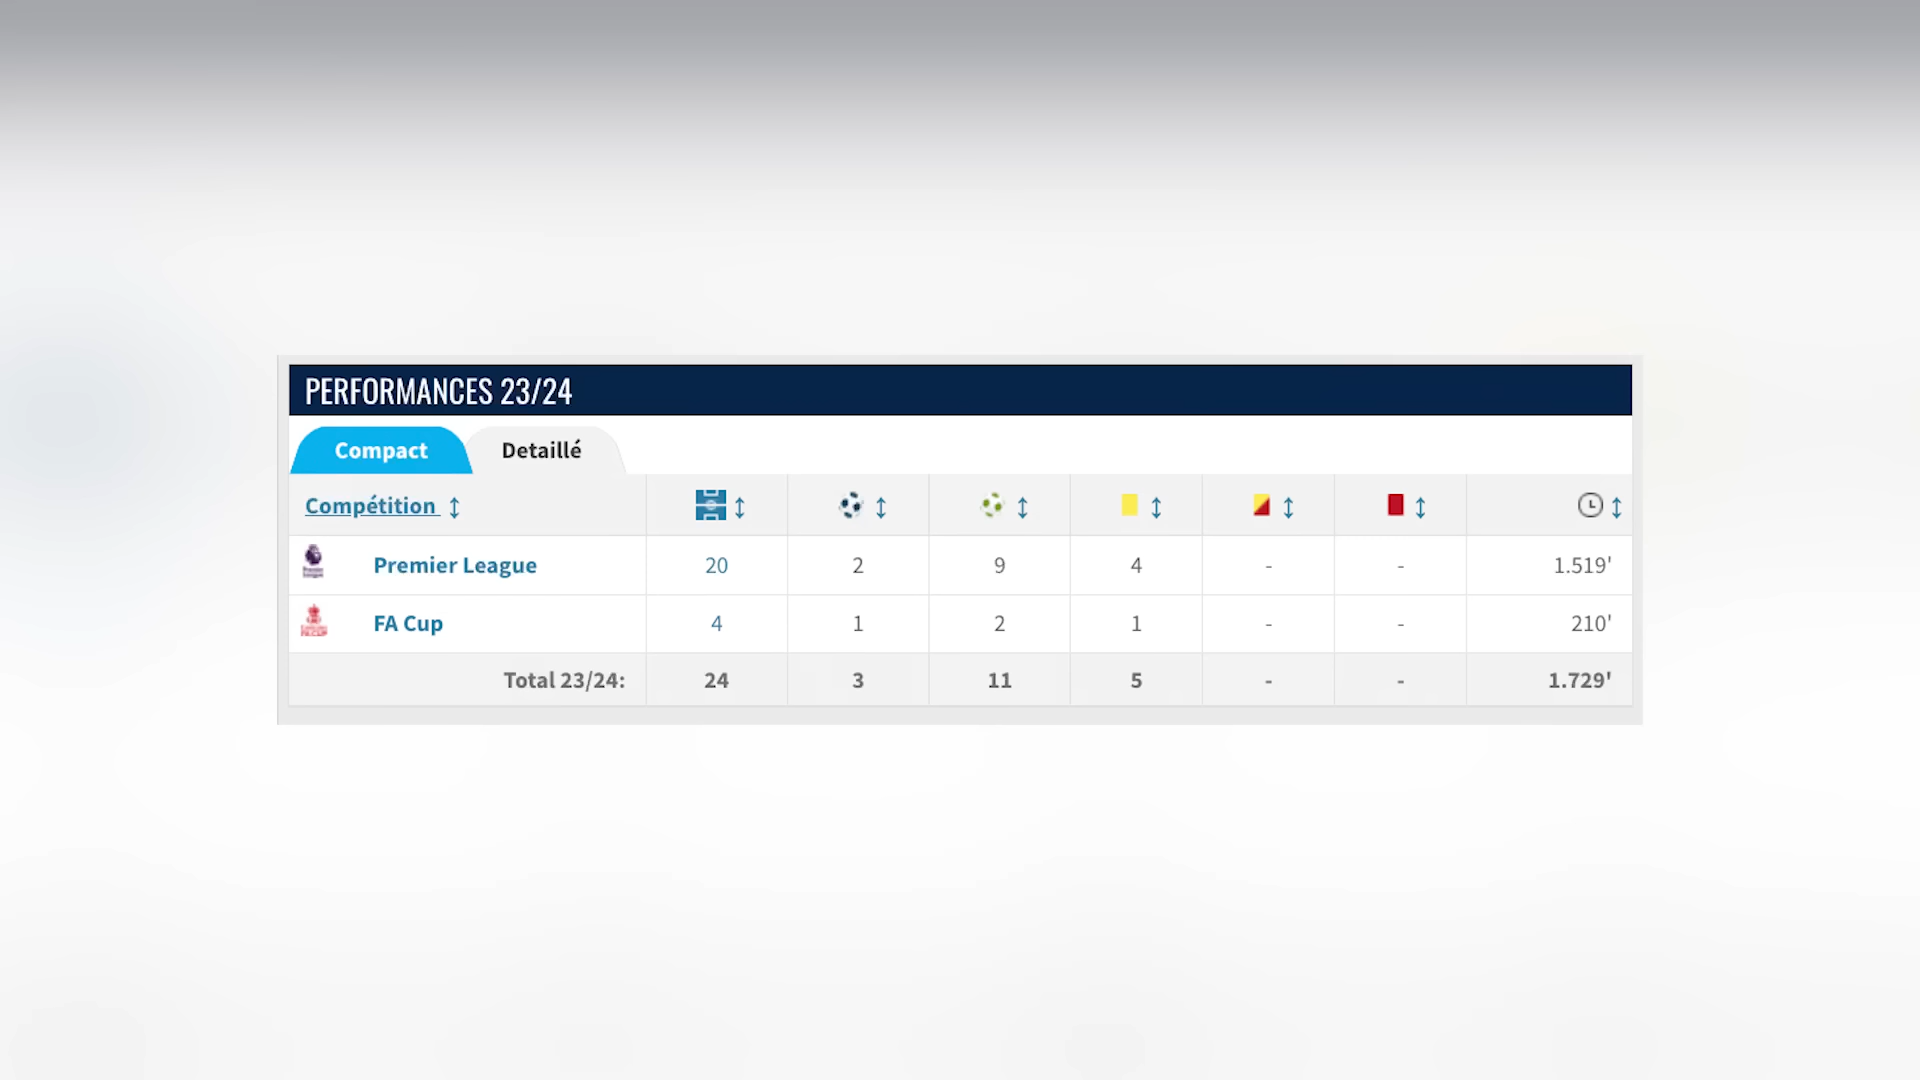 PERFORMANCES 23/24
Compact Detaillé
Compétition
Premier League 20 2 9 4 - - 1.519'
FA Cup 4 1 2 1 - - 210'
Total 23/24: 24 3 11 5 - - 1.729'